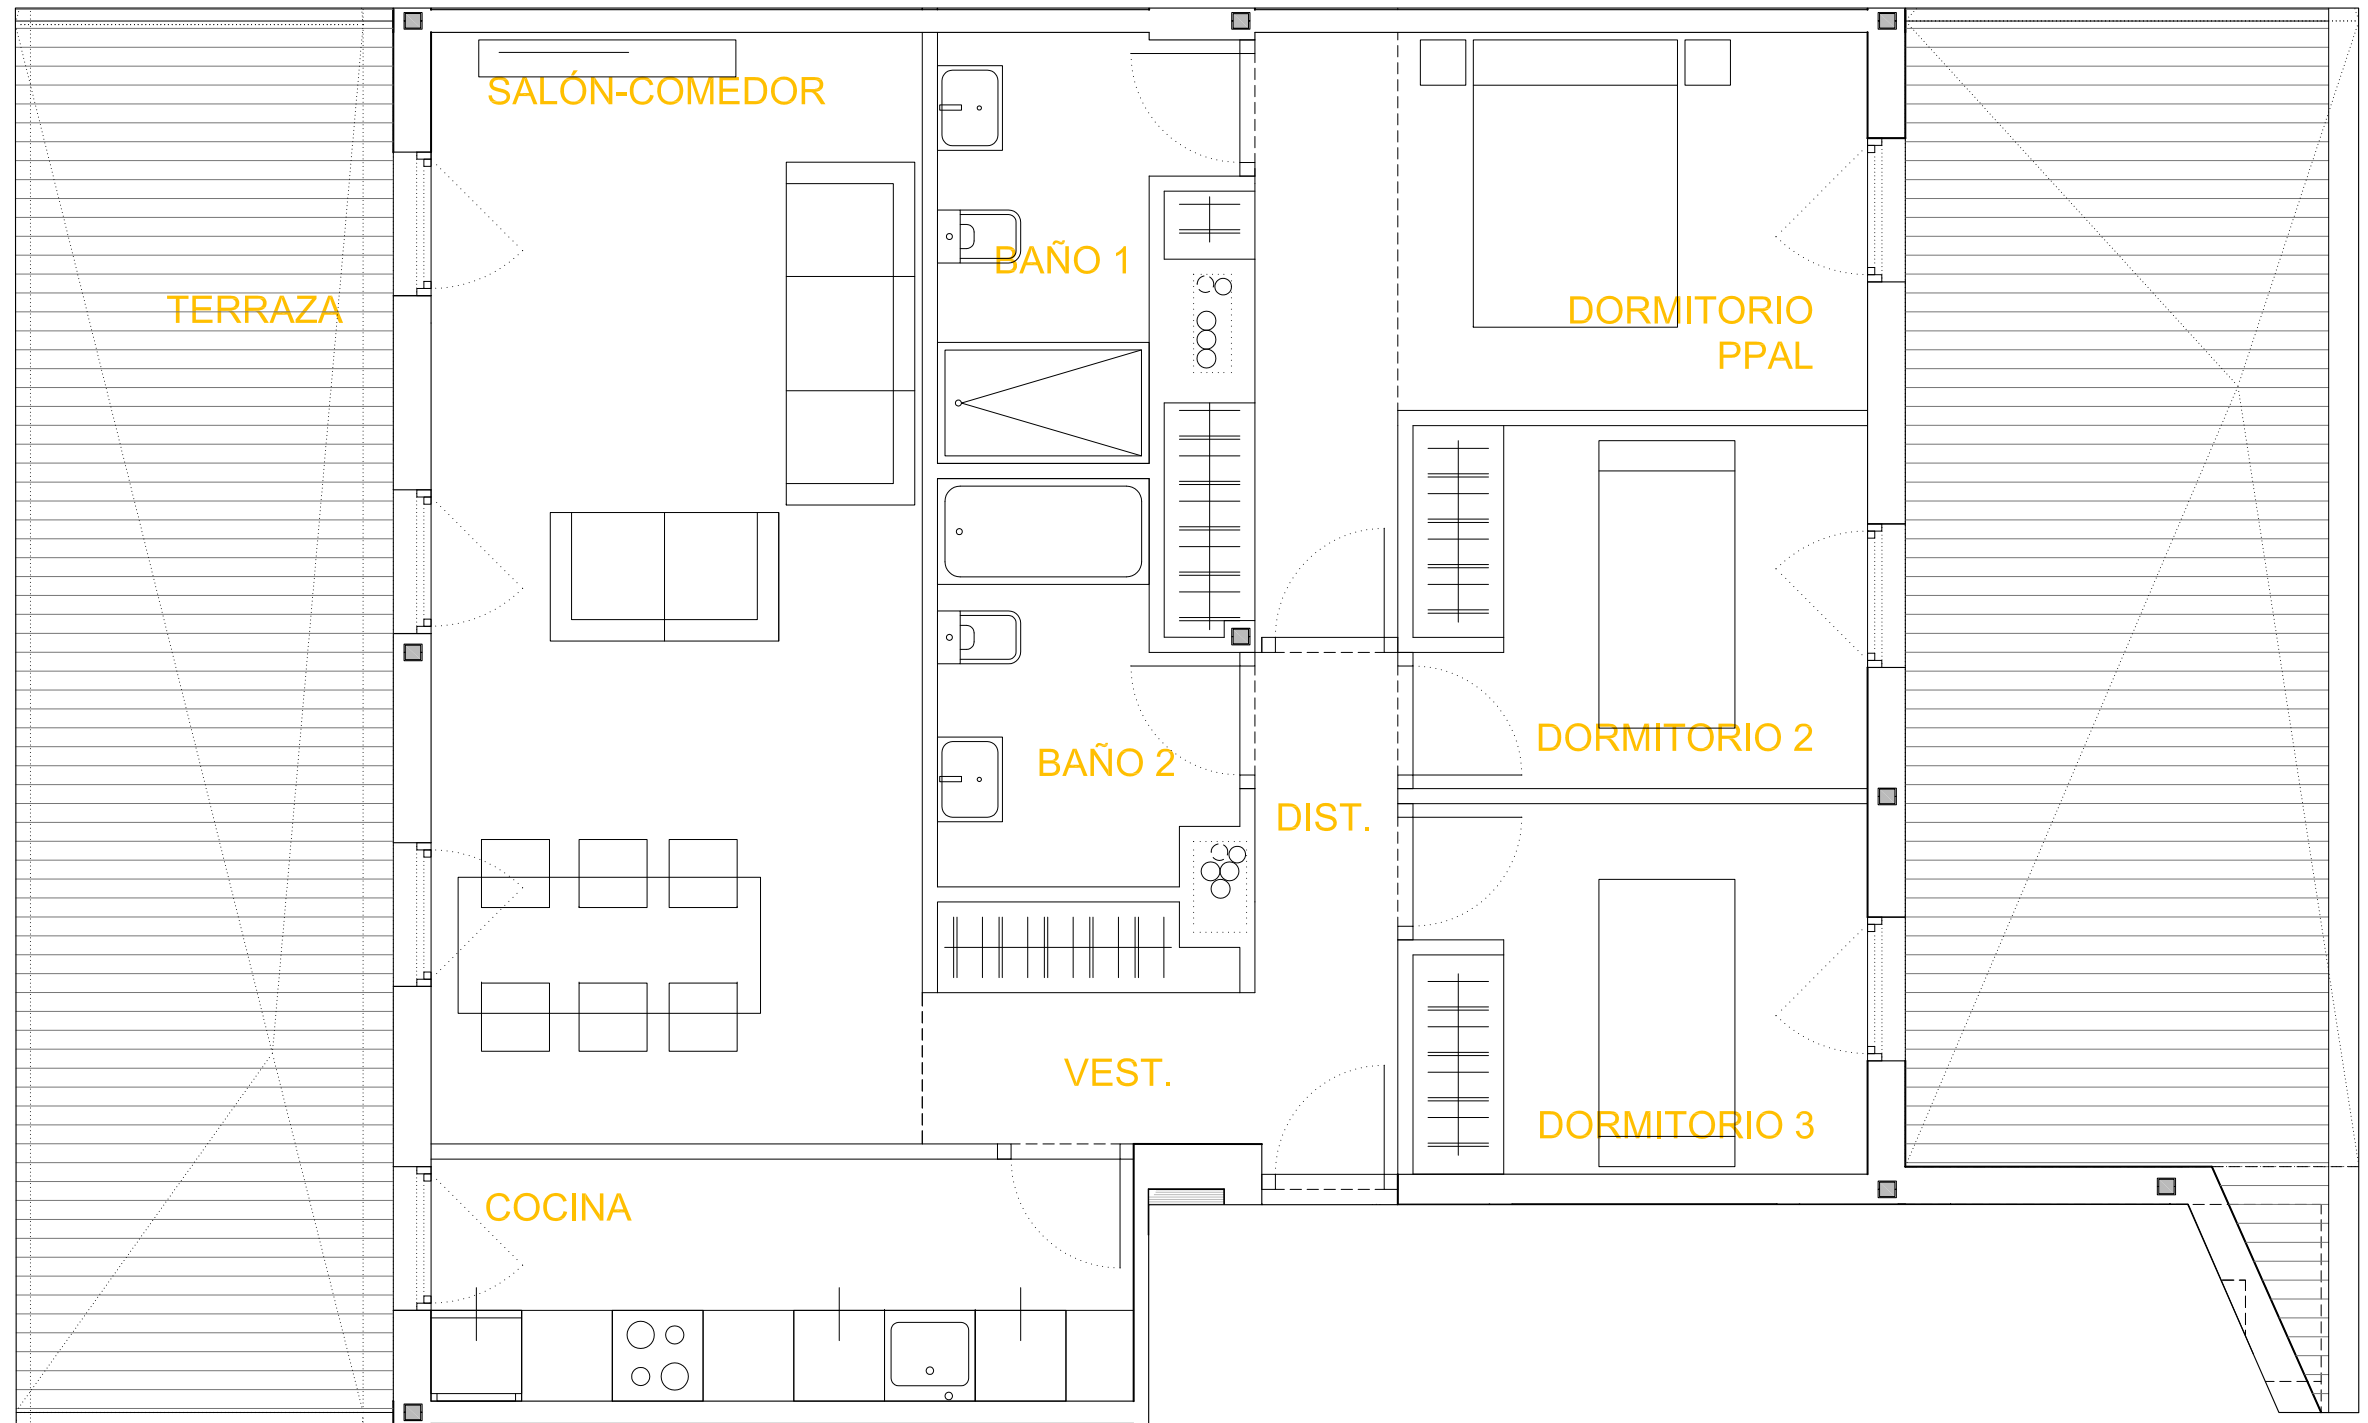 SALÓN-COMEDOR
BAÑO 1
TERRAZA
DORMITORIO
PPAL
DORMITORIO 2
BAÑO 2
DIST.
VEST.
DORMITORIO 3
COCINA